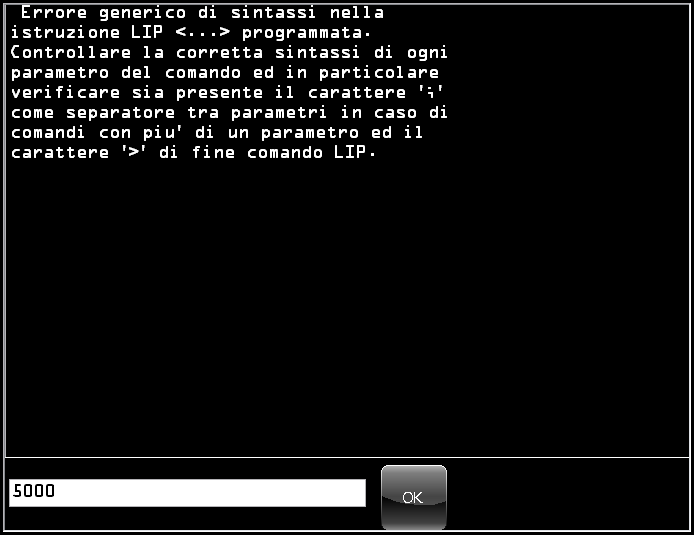 Errore generico di sintassi nella
istruzione LIP <...> programmata.
Controllare la corretta sintassi di ogni
parametro del comando ed in particolare
verificare sia presente il carattere ';'
come separatore tra parametri in caso di
comandi con piu' di un parametro ed il
carattere '>' di fine comando LIP.
5000
OK